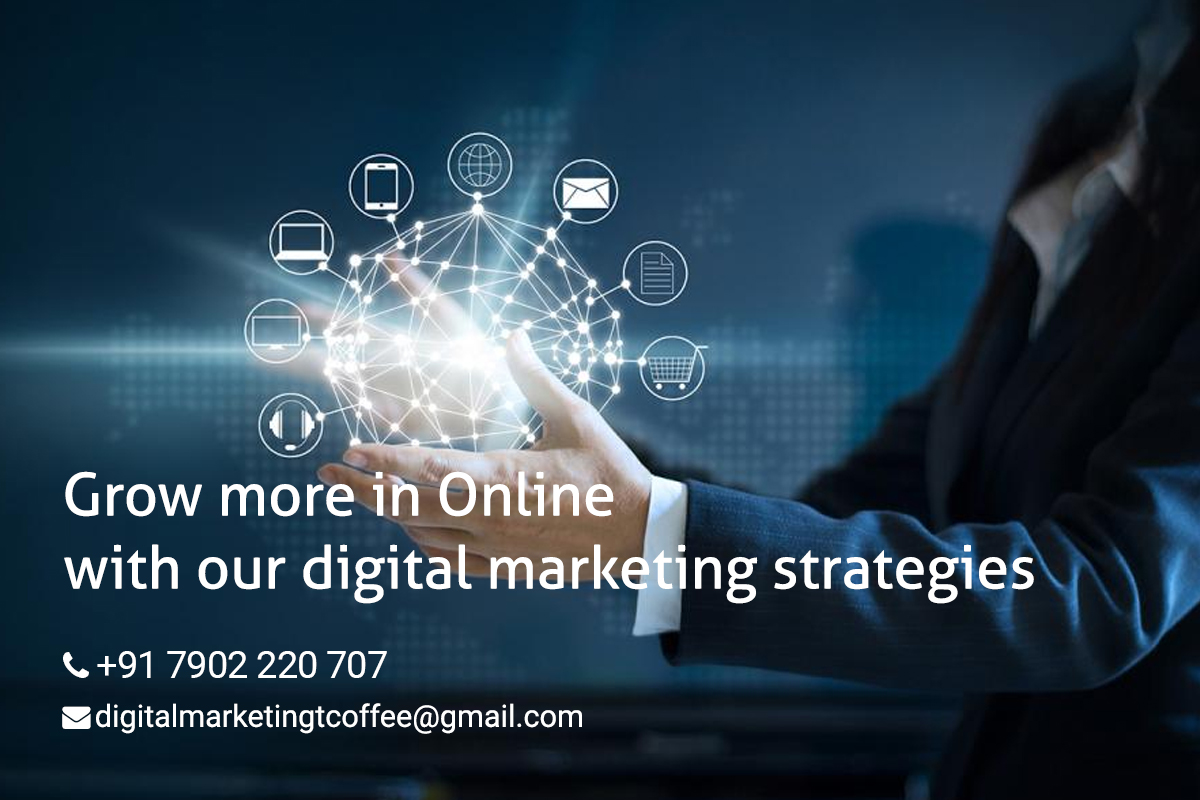 Grow more in Online
with our digital marketing strategies
+91 7902 220 707
digitalmarketingtcoffee@gmail.com